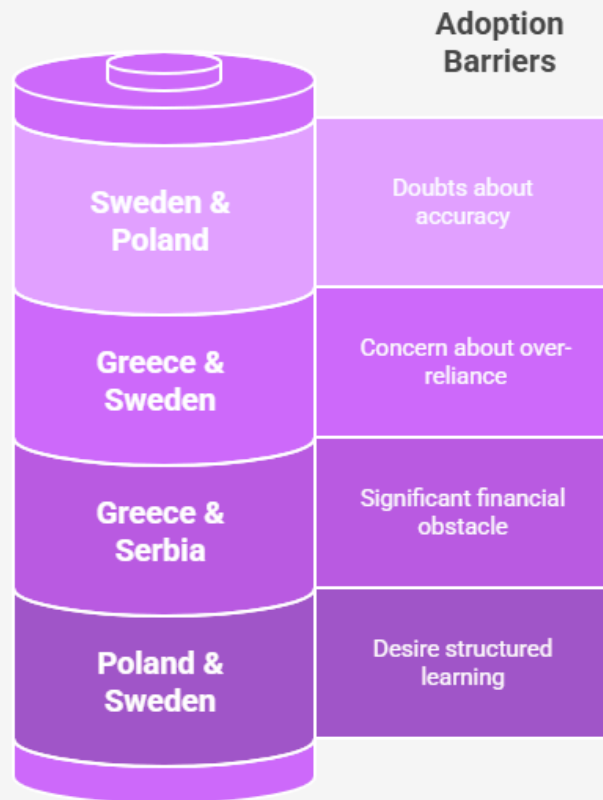 Adoption
Barriers
Sweden &
Poland
Doubts about
accuracy
Greece &
Sweden
Concern about over-
reliance
Greece &
Serbia
Significant financial
obstacle
Poland &
Sweden
Desire structured
learning